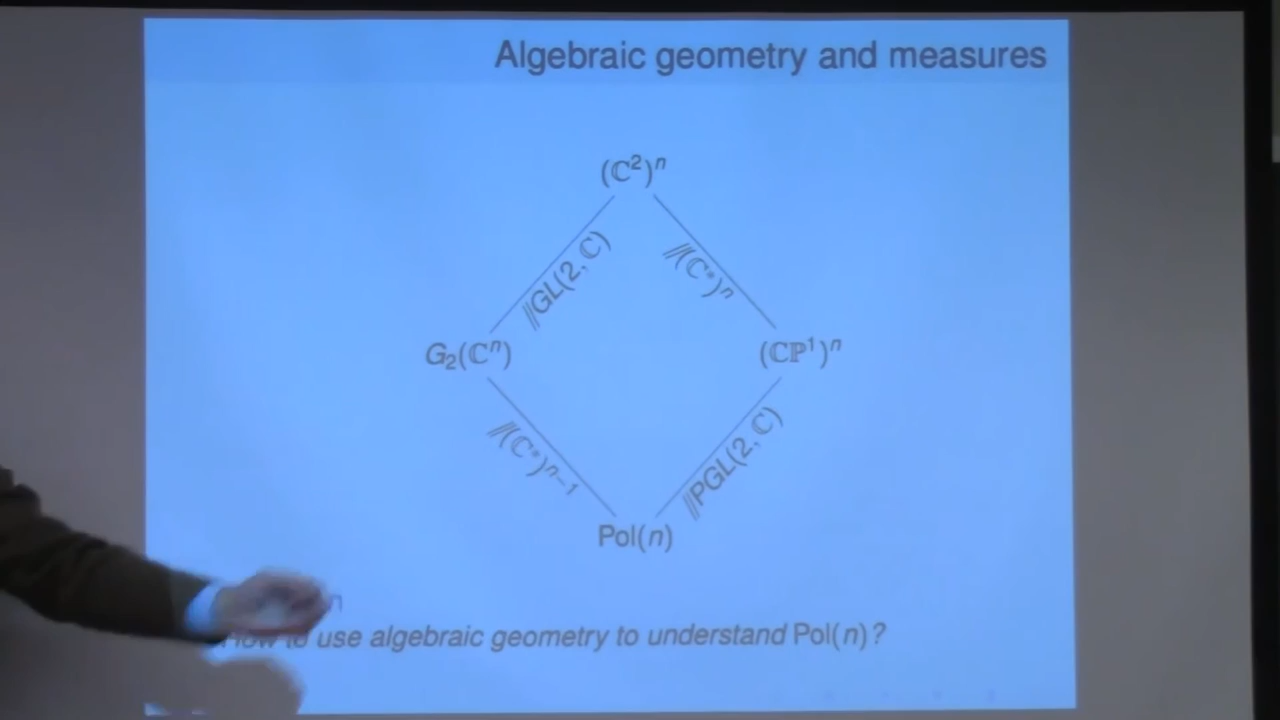 Algebraic geometry and measures
(ℂ²)ⁿ
//GL(2, ℂ)
//(ℂ*)ⁿ
G₂(ℂⁿ)
(ℂℙ¹)ⁿ
//(ℂ*)ⁿ⁻¹
//PGL(2, ℂ)
Pol(n)
use algebraic geometry to understand Pol(n)?